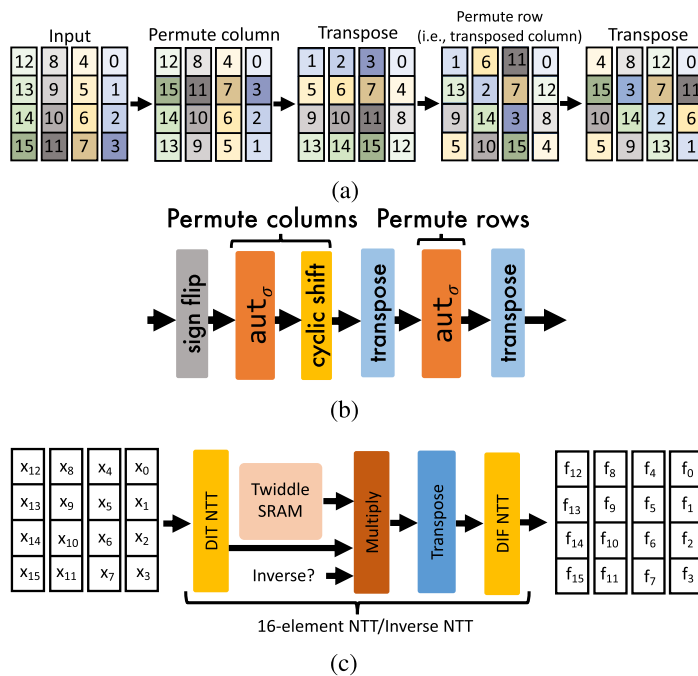 Input Permute column Transpose Permute row (i.e., transposed column) Transpose
12 8 4 0 12 8 4 0 1 2 3 0 1 6 11 0 4 8 12 0
13 9 5 1 15 11 7 3 5 6 7 4 13 2 7 12 15 3 7 11
14 10 6 2 14 10 6 2 9 10 11 8 9 14 3 8 10 14 2 6
15 11 7 3 13 9 5 1 13 14 15 12 5 10 15 4 5 9 13 1
(a)
Permute columns Permute rows
sign flip
aut_σ
cyclic shift
transpose
aut_σ
transpose
(b)
x₁₂ x₈ x₄ x₀
x₁₃ x₉ x₅ x₁
x₁₄ x₁₀ x₆ x₂
x₁₅ x₁₁ x₇ x₃
DIT NTT
Twiddle
SRAM
Inverse?
Multiply
Transpose
DIF NTT
f₁₂ f₈ f₄ f₀
f₁₃ f₉ f₅ f₁
f₁₄ f₁₀ f₆ f₂
f₁₅ f₁₁ f₇ f₃
16-element NTT/Inverse NTT
(c)